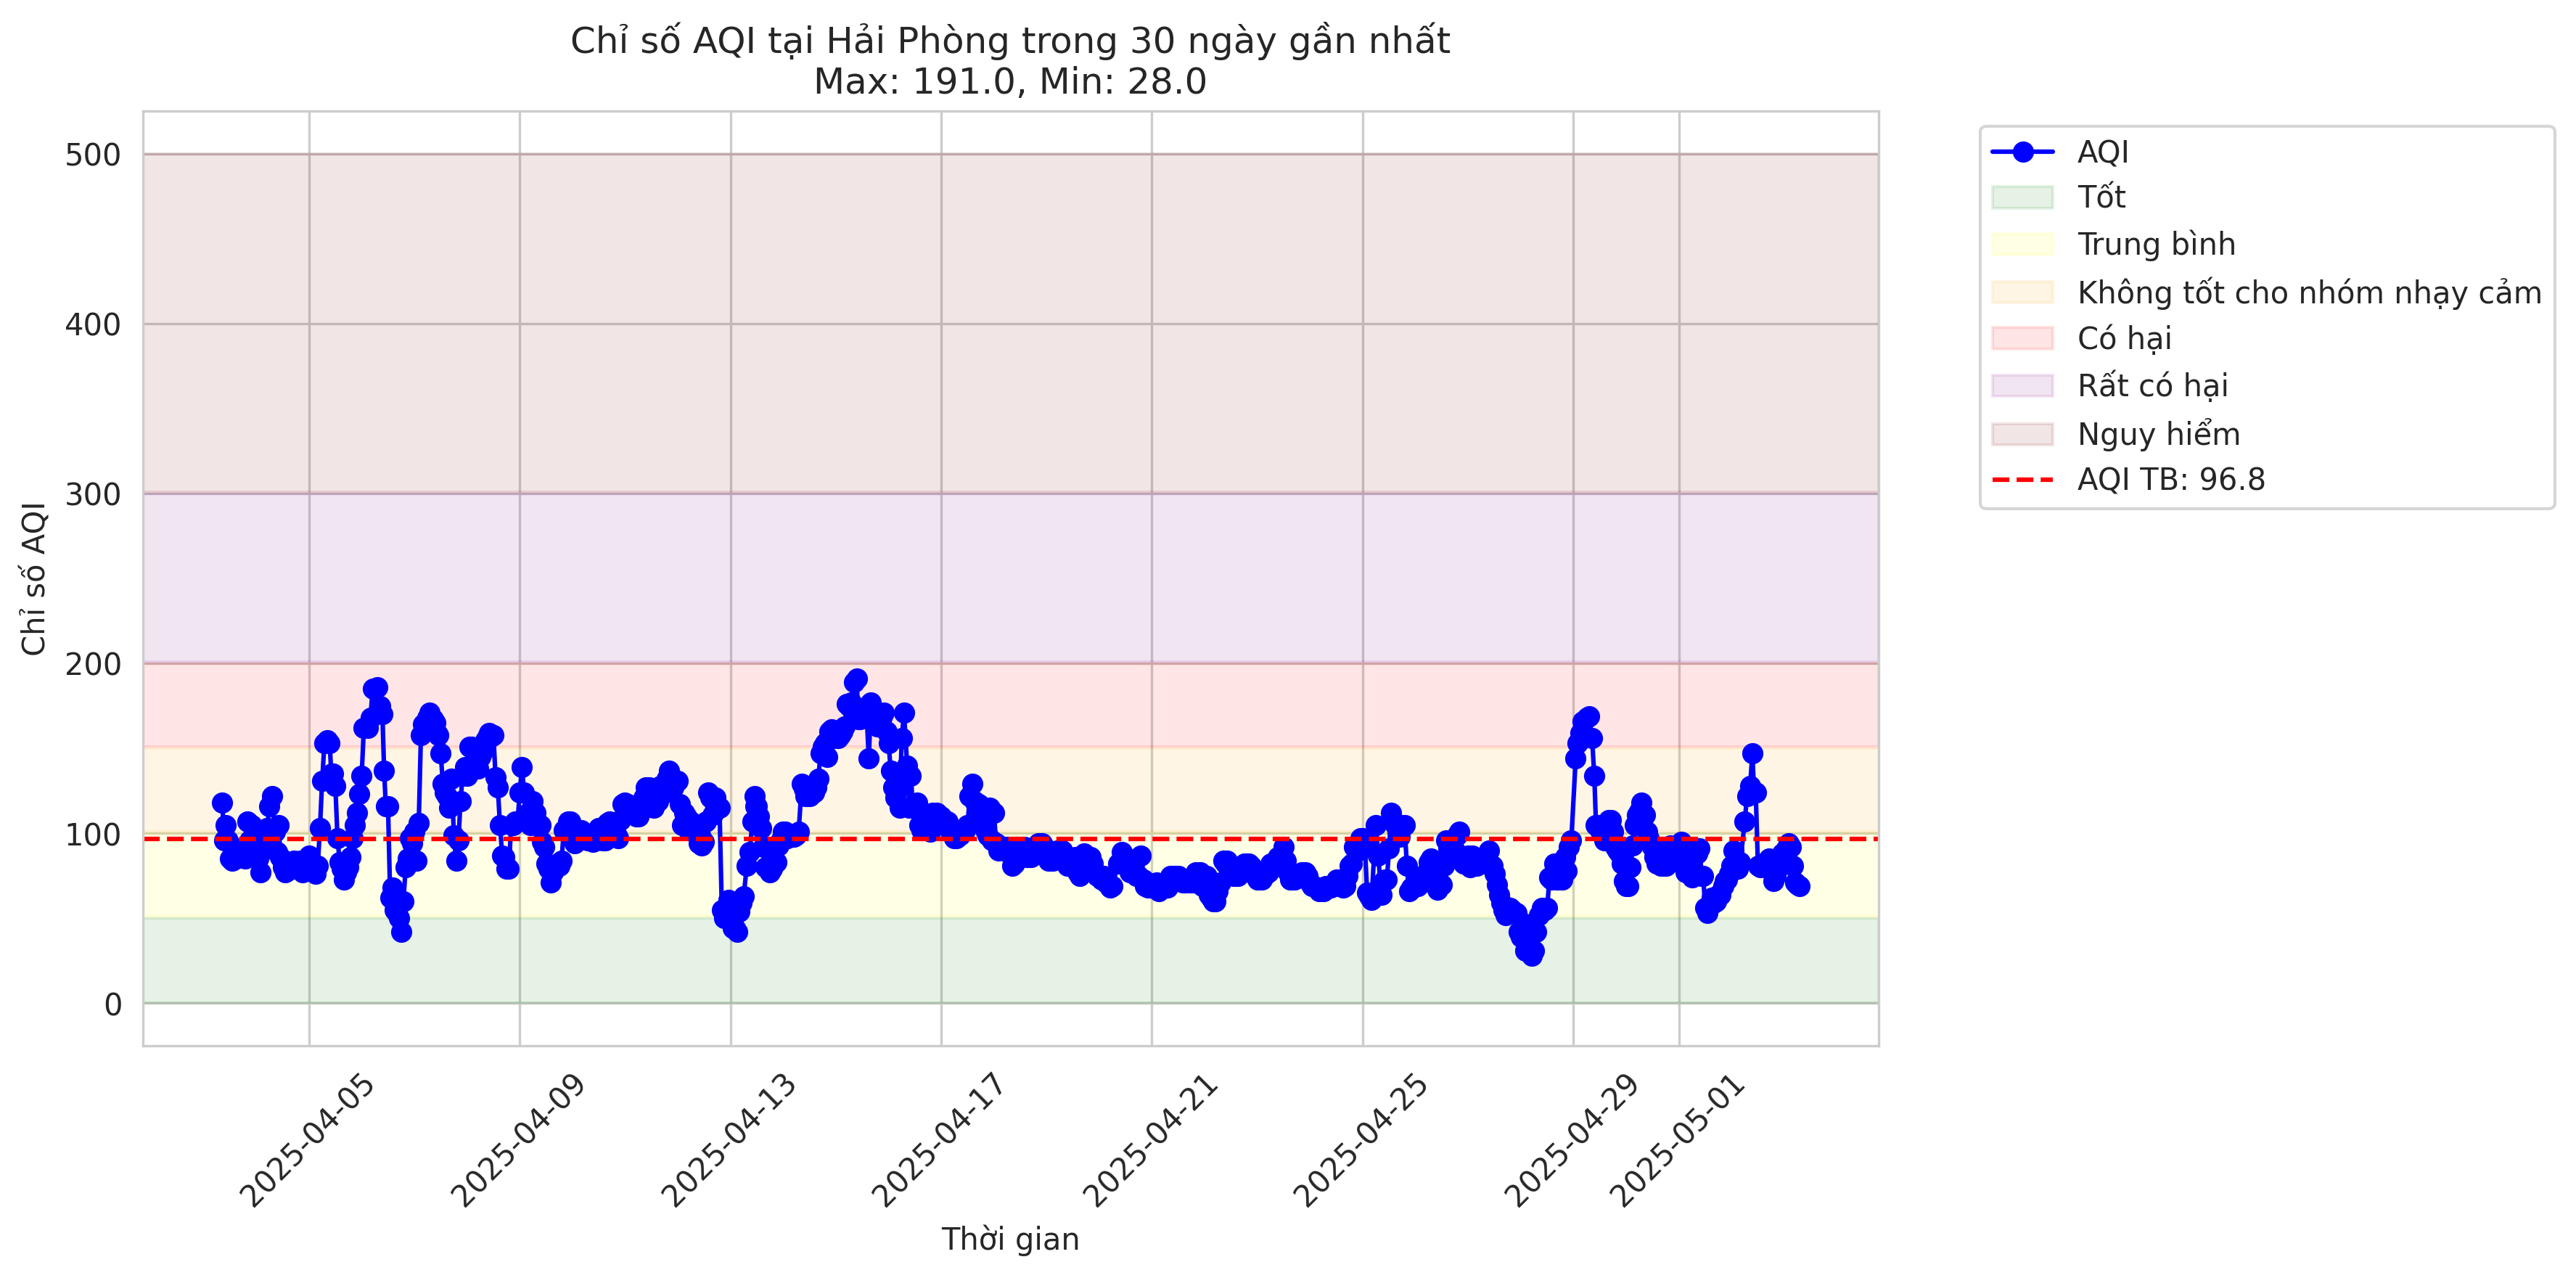 Chỉ số AQI tại Hải Phòng trong 30 ngày gần nhất
Max: 191.0, Min: 28.0
Chỉ số AQI
500
400
300
200
100
0
2025-04-05
2025-04-09
2025-04-13
2025-04-17
2025-04-21
2025-04-25
2025-04-29
2025-05-01
Thời gian
AQI
Tốt
Trung bình
Không tốt cho nhóm nhạy cảm
Có hại
Rất có hại
Nguy hiểm
AQI TB: 96.8